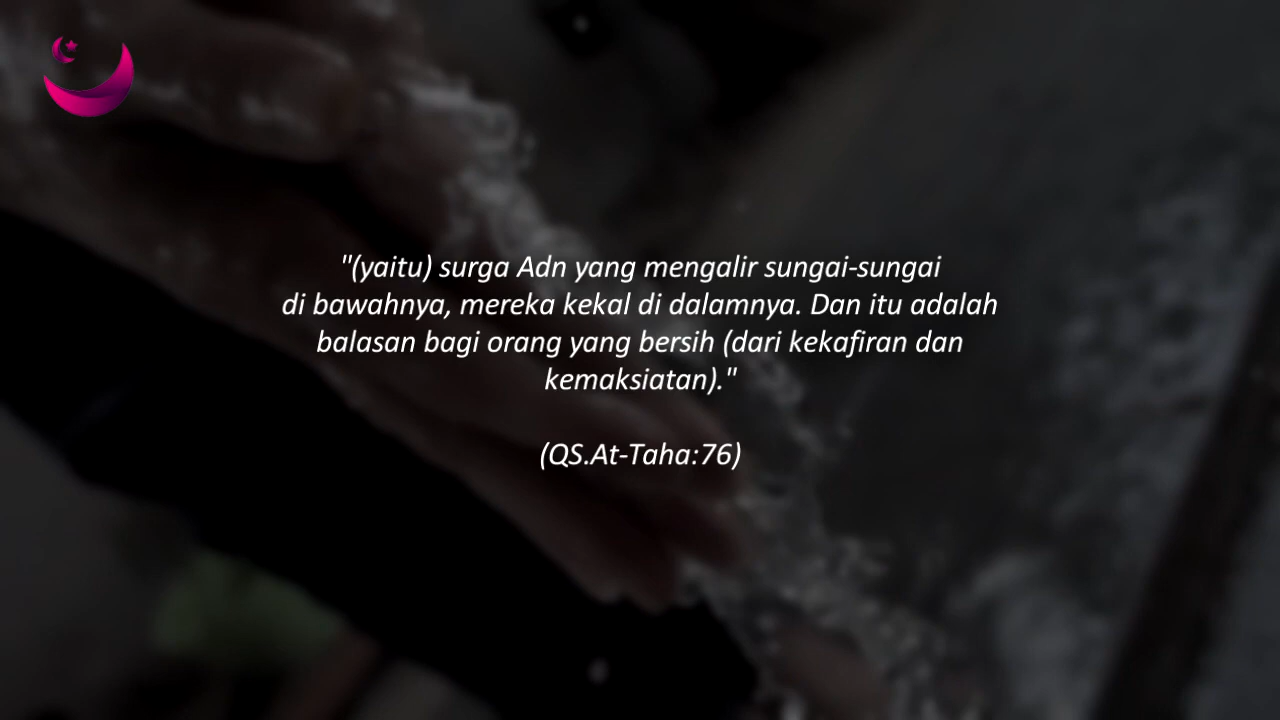 "(yaitu) surga Adn yang mengalir sungai-sungai
di bawahnya, mereka kekal di dalamnya. Dan itu adalah
balasan bagi orang yang bersih (dari kekafiran dan
kemaksiatan)."
(QS.At-Taha:76)